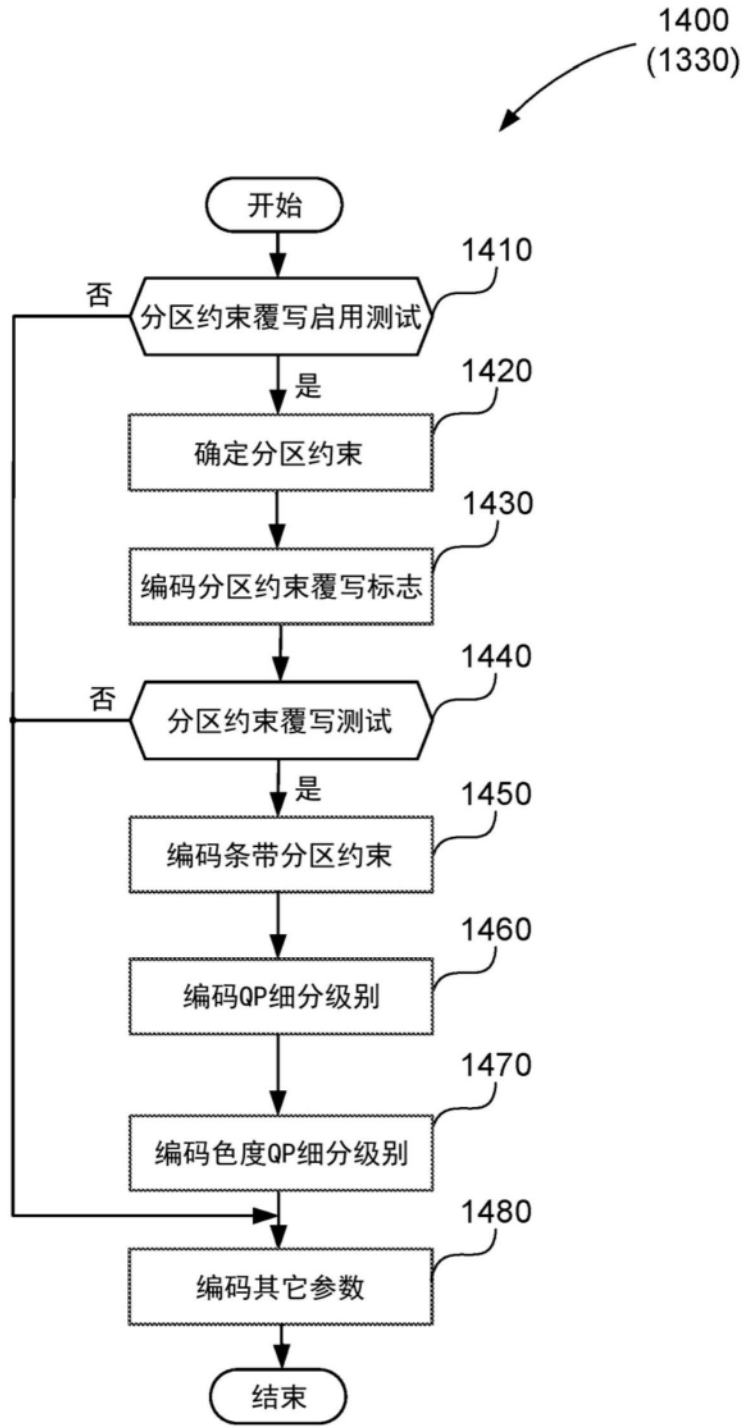 1400
(1330)
开始
1410
否
分区约束覆写启用测试
是
1420
确定分区约束
1430
编码分区约束覆写标志
1440
否
分区约束覆写测试
是
1450
编码条带分区约束
1460
编码QP细分级别
1470
编码色度QP细分级别
1480
编码其它参数
结束